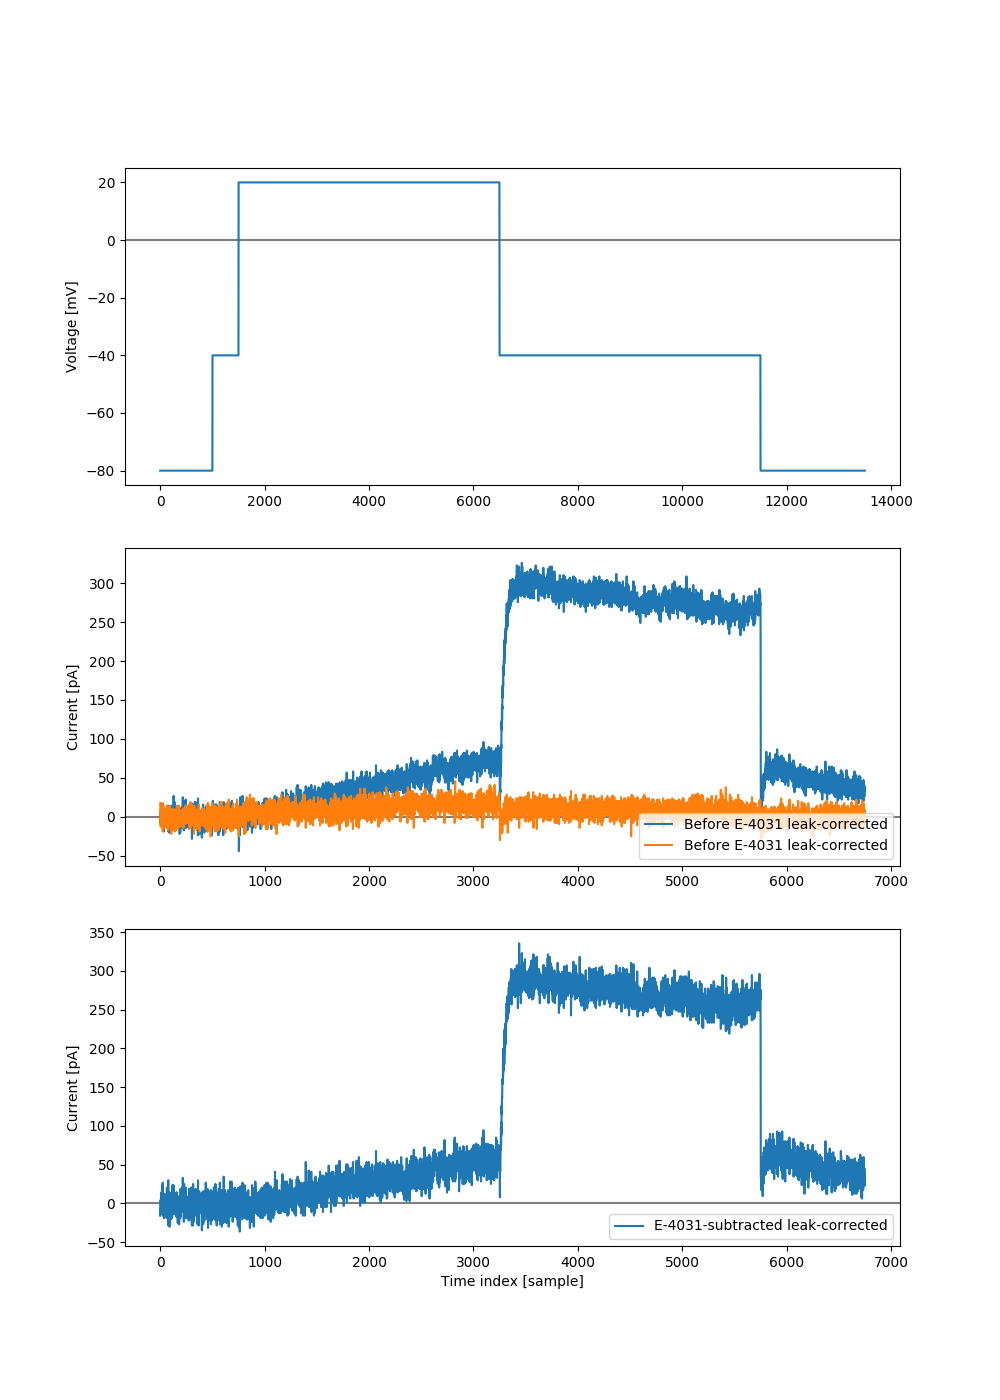 20
0
−20
−40
−60
−80
Voltage [mV]
0 2000 4000 6000 8000 10000 12000 14000
300
250
200
150
100
50
0
−50
Current [pA]
Before E-4031 leak-corrected
Before E-4031 leak-corrected
0 1000 2000 3000 4000 5000 6000 7000
350
300
250
200
150
100
50
0
−50
Current [pA]
E-4031-subtracted leak-corrected
0 1000 2000 3000 4000 5000 6000 7000
Time index [sample]